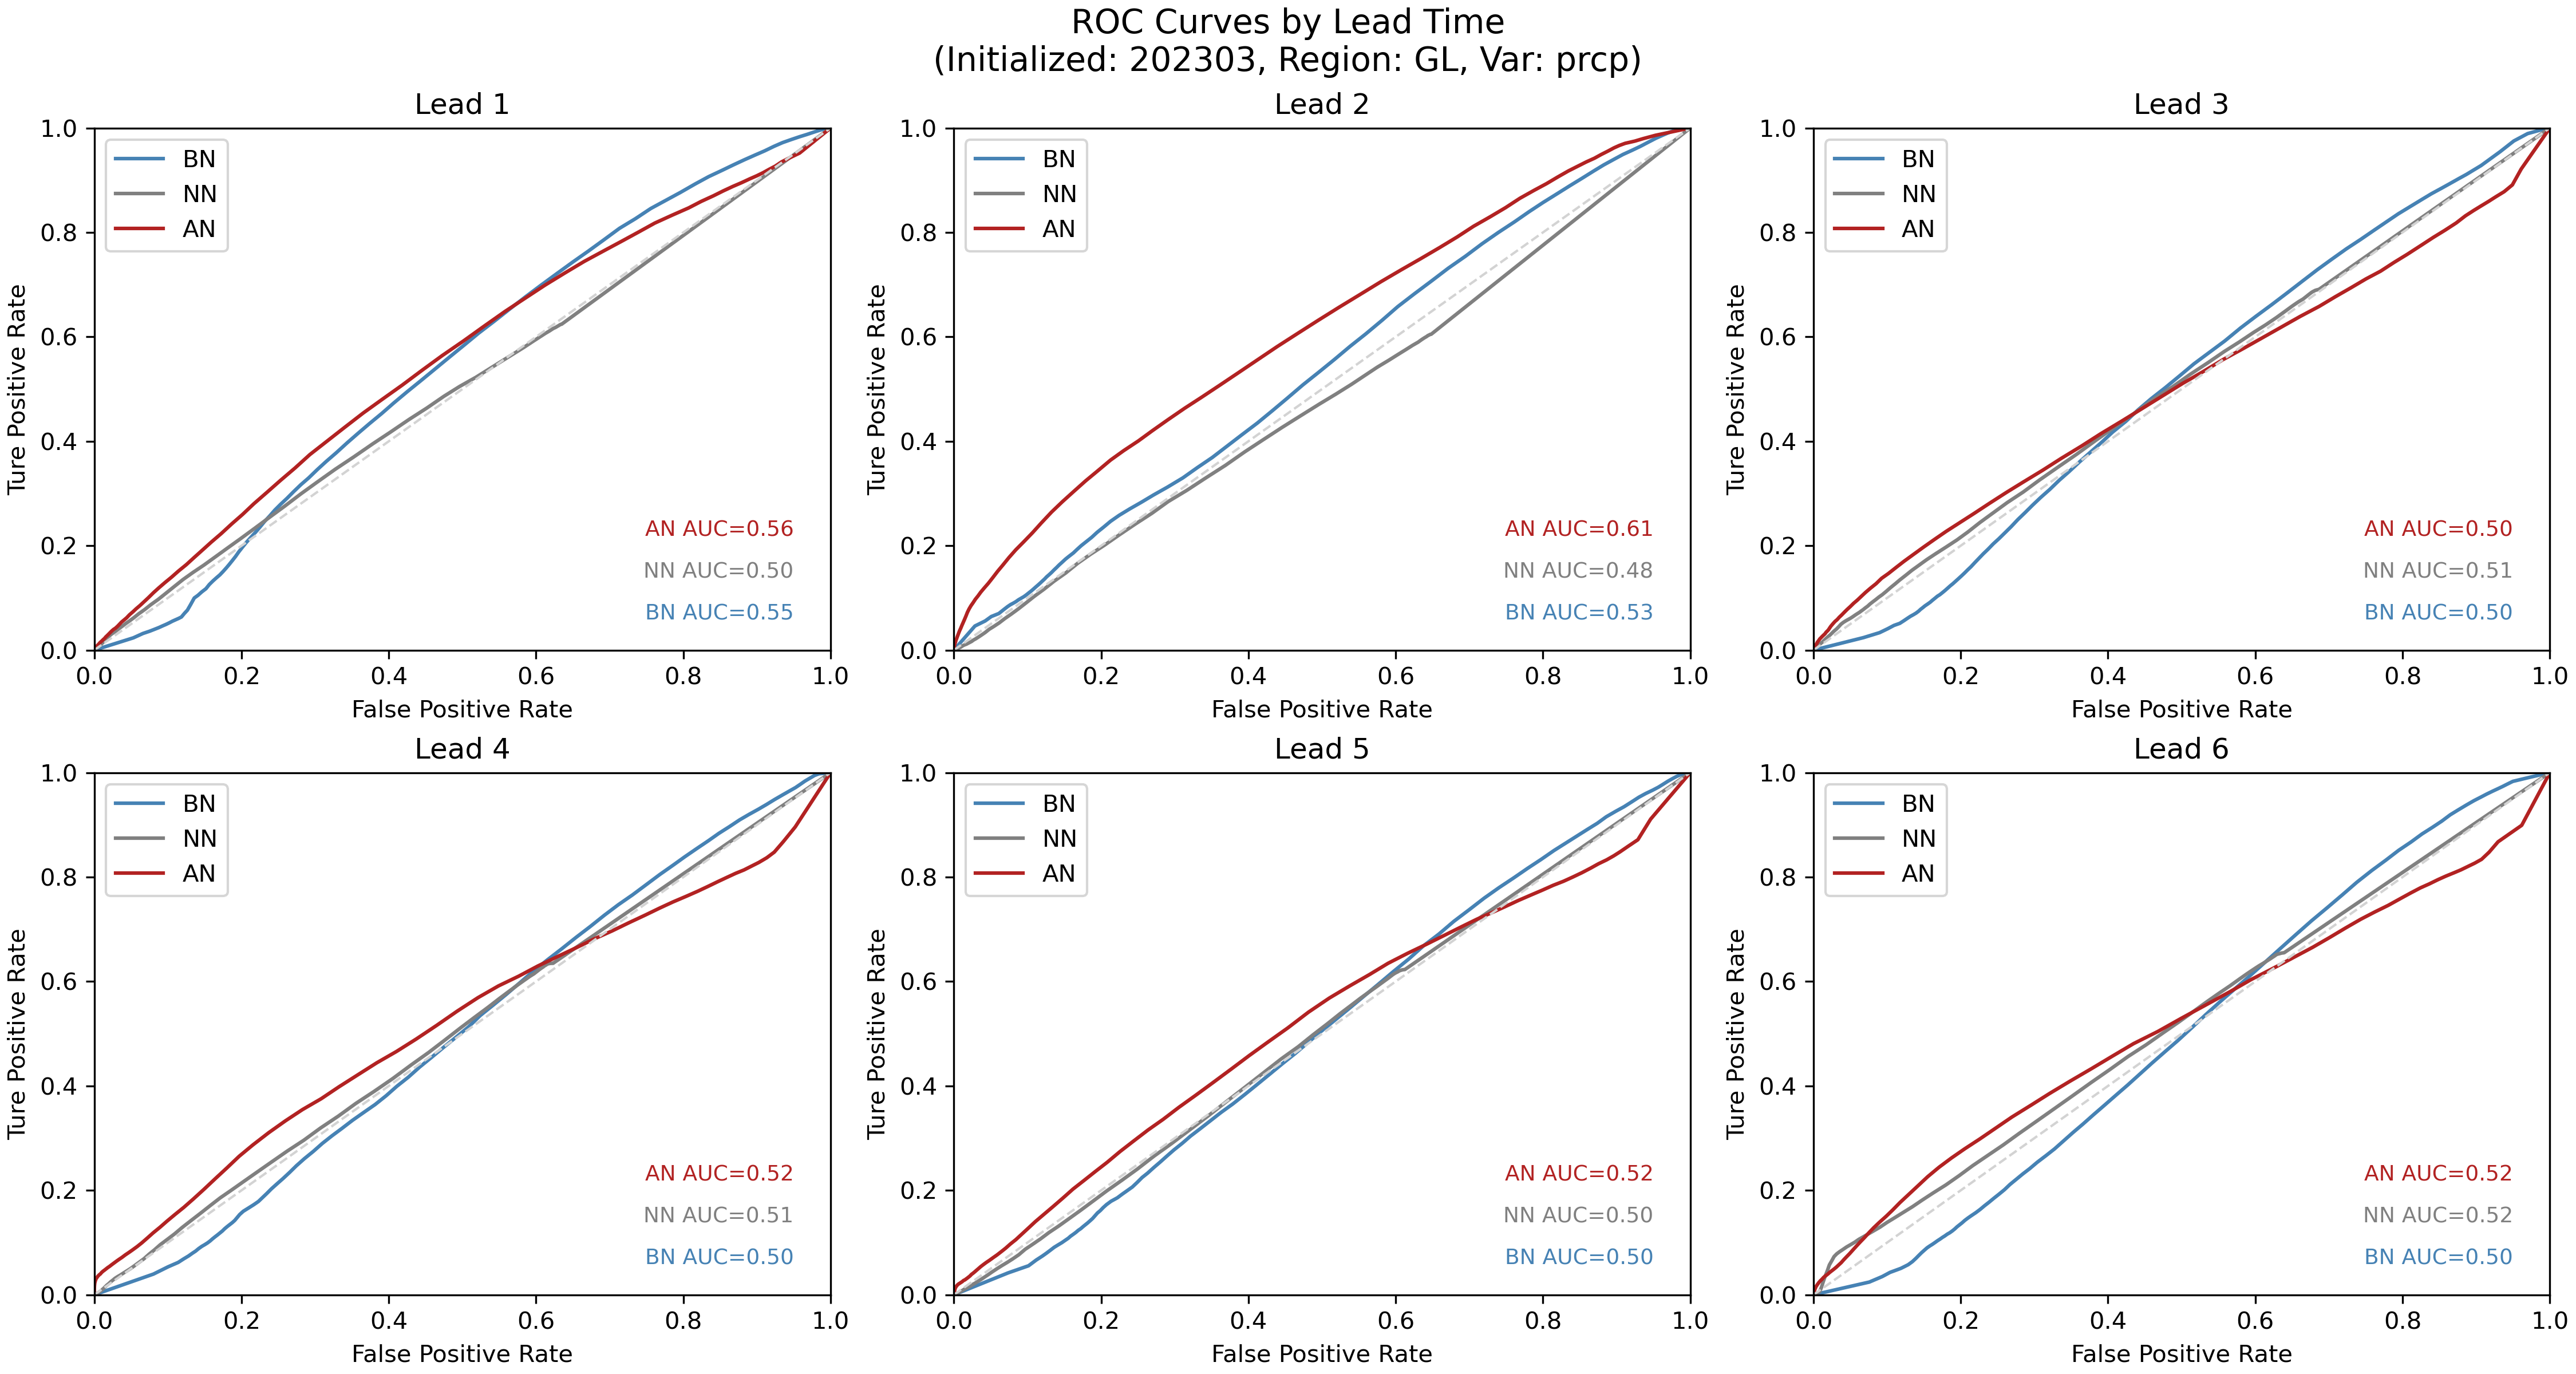 ROC Curves by Lead Time
(Initialized: 202303, Region: GL, Var: prcp)
Lead 1
1.0
0.8
0.6
0.4
0.2
0.0
Ture Positive Rate
BN
NN
AN
AN AUC=0.56
NN AUC=0.50
BN AUC=0.55
0.0 0.2 0.4 0.6 0.8 1.0
False Positive Rate
Lead 2
1.0
0.8
0.6
0.4
0.2
0.0
Ture Positive Rate
BN
NN
AN
AN AUC=0.61
NN AUC=0.48
BN AUC=0.53
0.0 0.2 0.4 0.6 0.8 1.0
False Positive Rate
Lead 3
1.0
0.8
0.6
0.4
0.2
0.0
Ture Positive Rate
BN
NN
AN
AN AUC=0.50
NN AUC=0.51
BN AUC=0.50
0.0 0.2 0.4 0.6 0.8 1.0
False Positive Rate
Lead 4
1.0
0.8
0.6
0.4
0.2
0.0
Ture Positive Rate
BN
NN
AN
AN AUC=0.52
NN AUC=0.51
BN AUC=0.50
0.0 0.2 0.4 0.6 0.8 1.0
False Positive Rate
Lead 5
1.0
0.8
0.6
0.4
0.2
0.0
Ture Positive Rate
BN
NN
AN
AN AUC=0.52
NN AUC=0.50
BN AUC=0.50
0.0 0.2 0.4 0.6 0.8 1.0
False Positive Rate
Lead 6
1.0
0.8
0.6
0.4
0.2
0.0
Ture Positive Rate
BN
NN
AN
AN AUC=0.52
NN AUC=0.52
BN AUC=0.50
0.0 0.2 0.4 0.6 0.8 1.0
False Positive Rate